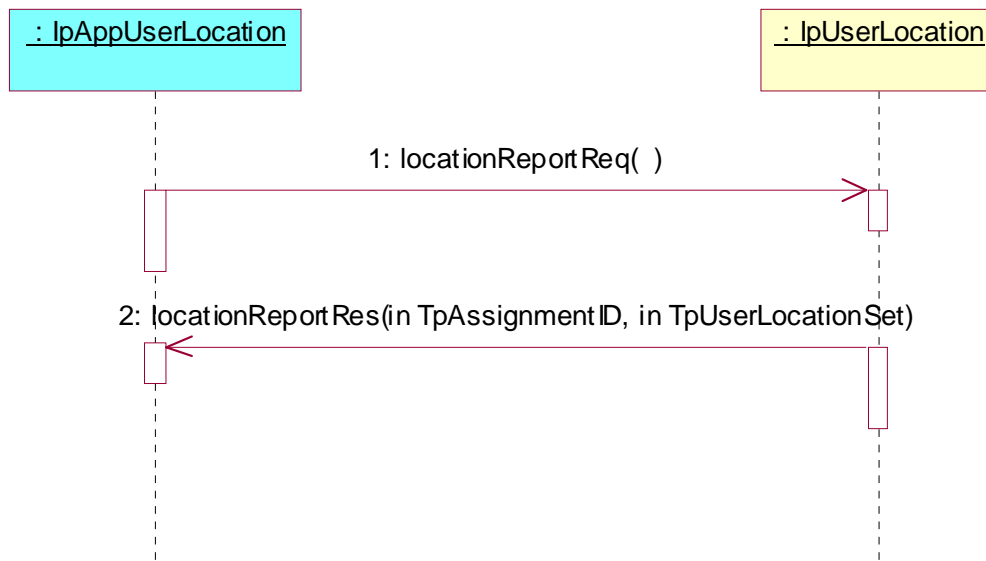 : IpAppUserLocation
: IpUserLocation
1: locationReportReq( )
2: locationReportRes(in TpAssignmentID, in TpUserLocationSet)